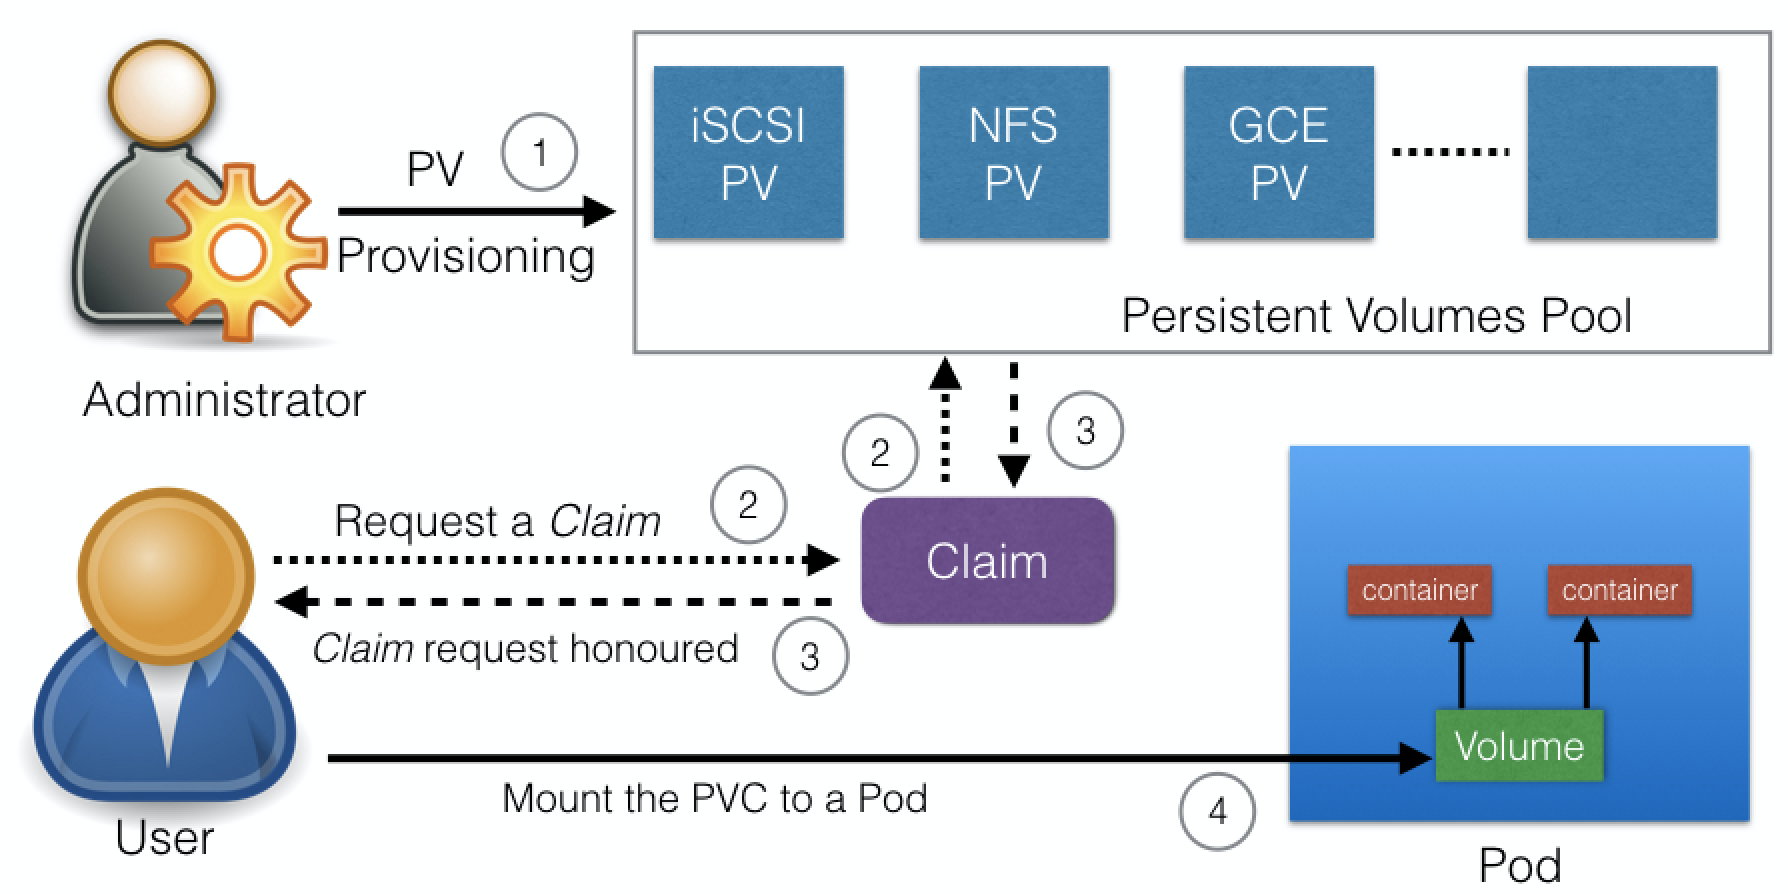 PV
1
Provisioning
Administrator
iSCSI
PV
NFS
PV
GCE
PV
Persistent Volumes Pool
2
3
Request a Claim
2
Claim
Claim request honoured
3
container
container
Volume
Mount the PVC to a Pod
4
User
Pod